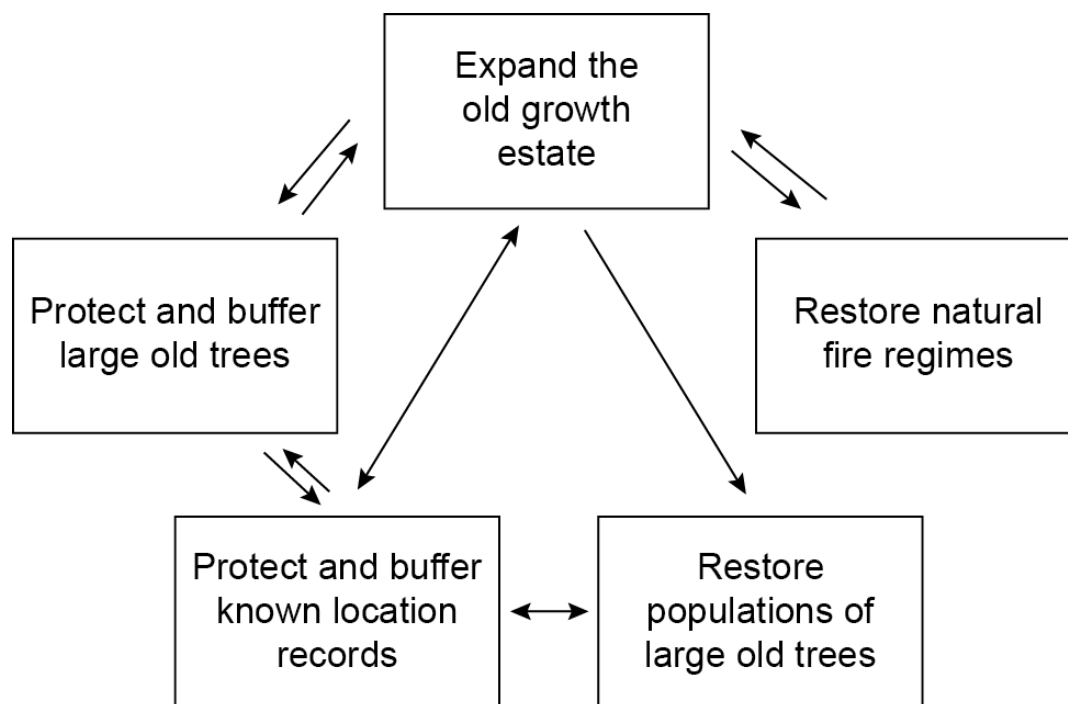 Expand the
old growth
estate
Protect and buffer
large old trees
Restore natural
fire regimes
Protect and buffer
known location
records
Restore
populations of
large old trees